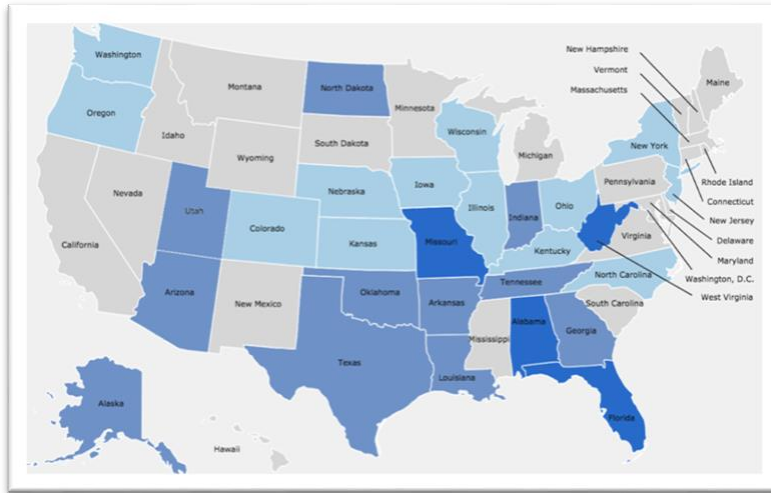 Washington
Oregon
California
Nevada
Idaho
Montana
Wyoming
Utah
Colorado
Arizona
New Mexico
North Dakota
South Dakota
Nebraska
Kansas
Oklahoma
Texas
Minnesota
Iowa
Missouri
Arkansas
Louisiana
Wisconsin
Illinois
Michigan
Indiana
Ohio
Kentucky
Tennessee
Mississippi
Alabama
Georgia
Florida
South Carolina
North Carolina
Virginia
Pennsylvania
New York
New Hampshire
Vermont
Massachusetts
Maine
Rhode Island
Connecticut
New Jersey
Delaware
Maryland
Washington, D.C.
West Virginia
Alaska
Hawaii